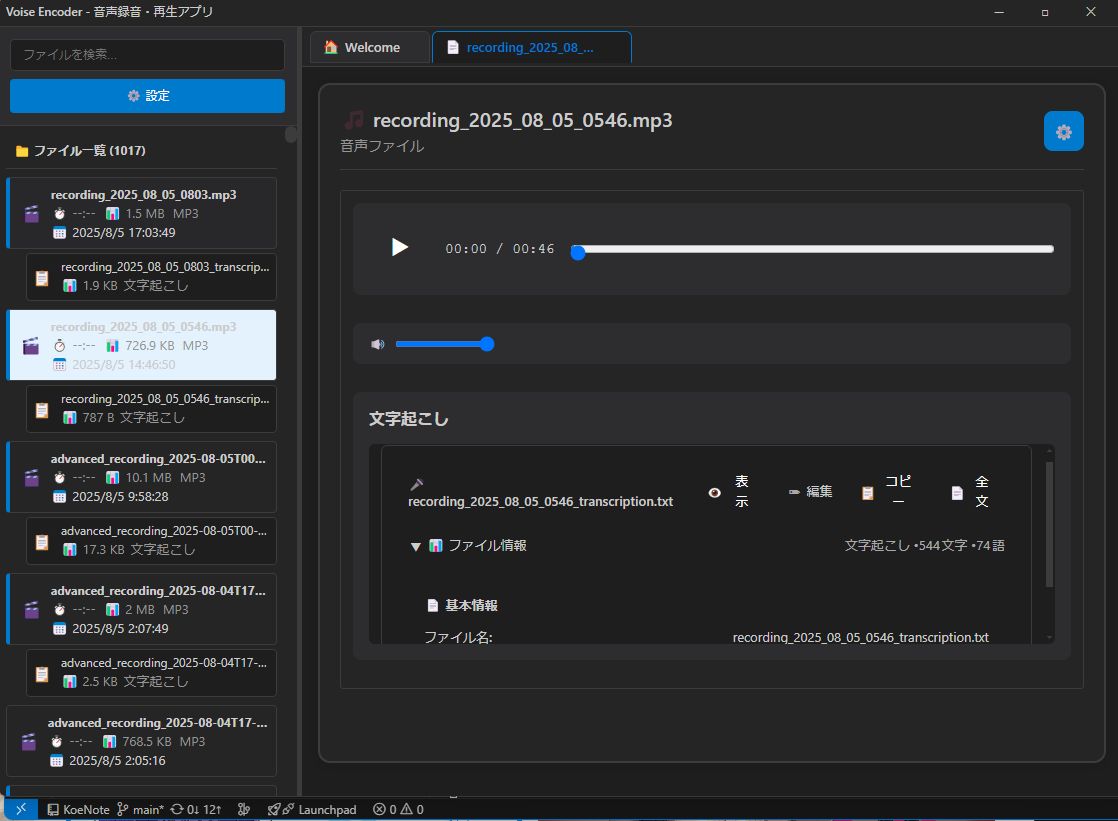 Voise Encoder - 音声録音・再生アプリ
ファイルを検索...
設定
ファイル一覧 (1017)
recording_2025_08_05_0803.mp3
--:-- 1.5 MB MP3
2025/8/5 17:03:49
recording_2025_08_05_0803_transcrip...
1.9 KB 文字起こし
recording_2025_08_05_0546.mp3
--:-- 726.9 KB MP3
2025/8/5 14:46:50
recording_2025_08_05_0546_transcrip...
787 B 文字起こし
advanced_recording_2025-08-05T00...
--:-- 10.1 MB MP3
2025/8/5 9:58:28
advanced_recording_2025-08-05T00-...
17.3 KB 文字起こし
advanced_recording_2025-08-04T17...
--:-- 2 MB MP3
2025/8/5 2:07:49
advanced_recording_2025-08-04T17-...
2.5 KB 文字起こし
advanced_recording_2025-08-04T17-...
--:-- 768.5 KB MP3
2025/8/5 2:05:16
Welcome
recording_2025_08_...
recording_2025_08_05_0546.mp3
音声ファイル
00:00 / 00:46
文字起こし
recording_2025_08_05_0546_transcription.txt
表
示
編集
コピ
ー
全
文
▼ ファイル情報
文字起こし •544文字 •74語
基本情報
ファイル名:
recording_2025_08_05_0546_transcription.txt
KoeNote main* 0↓ 12↑ Launchpad 0 0